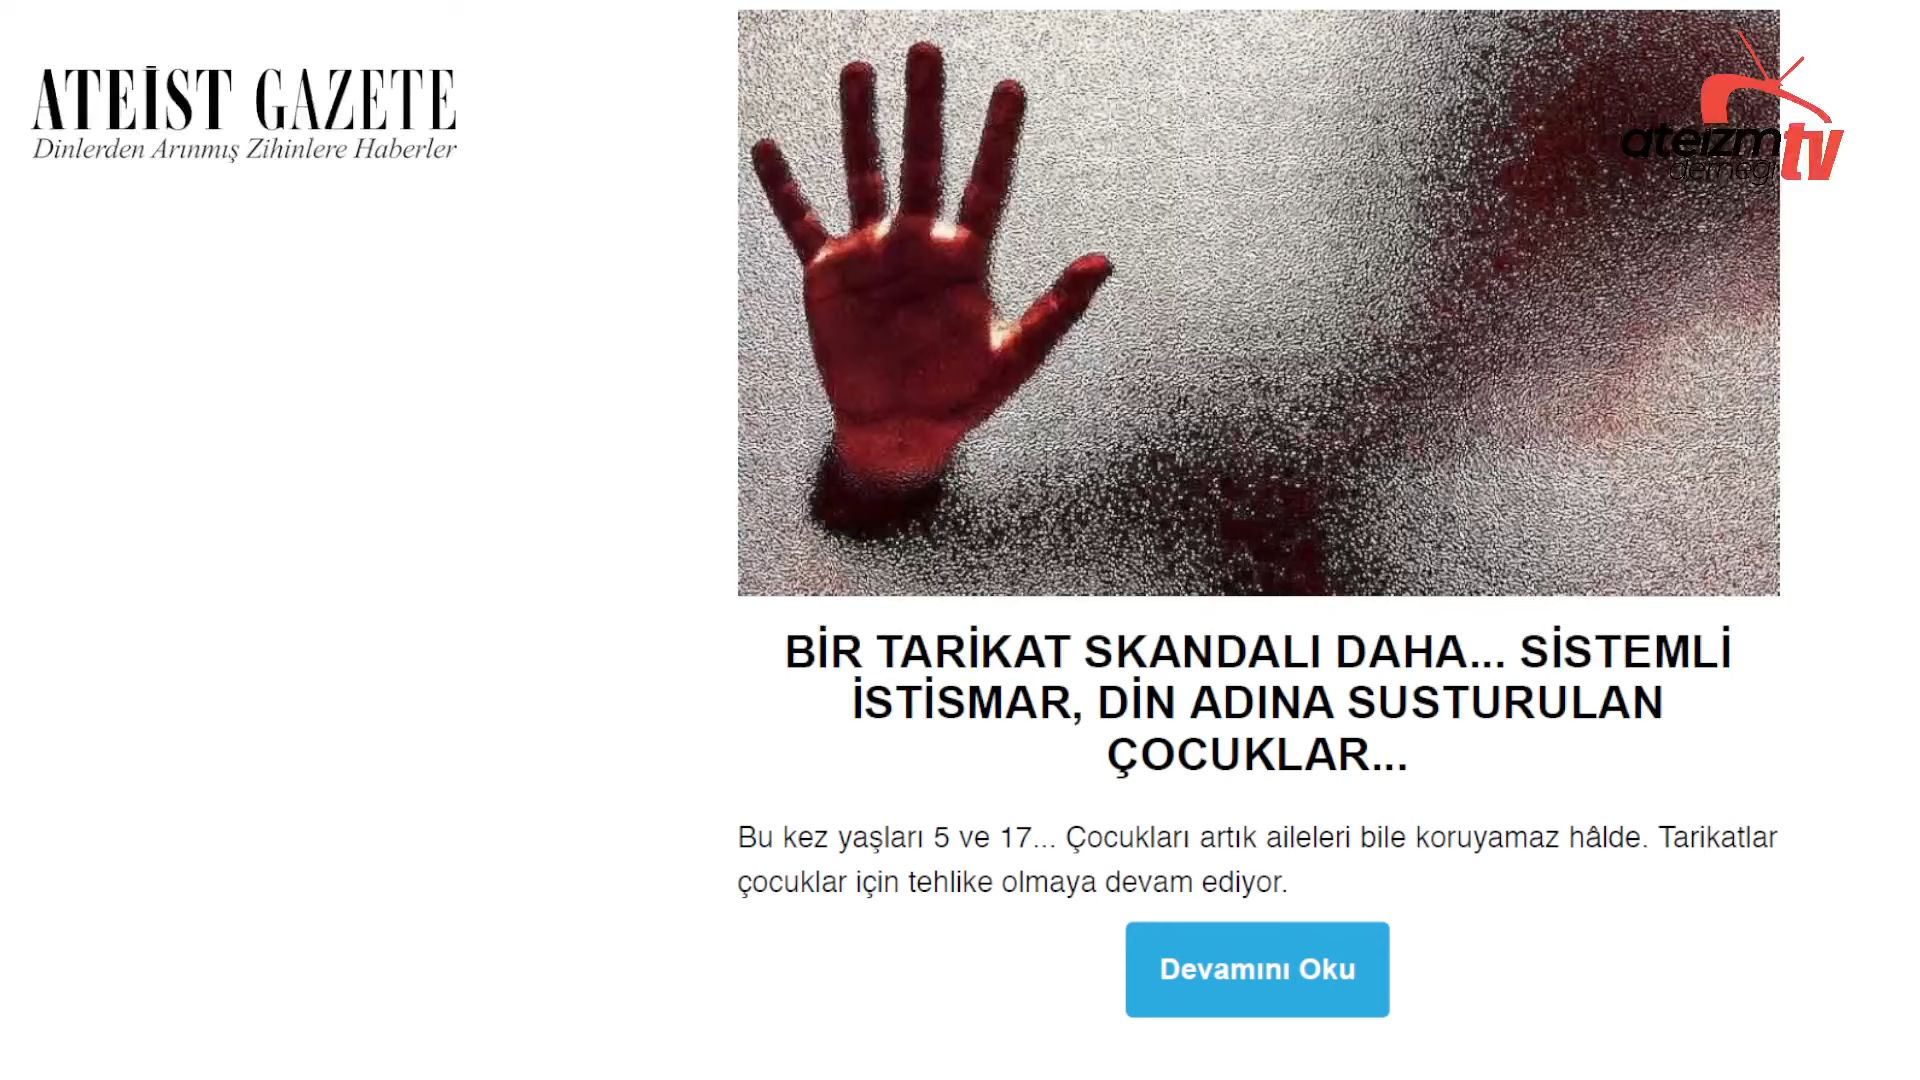 ATEİST GAZETE
Dinlerden Arınmış Zihinlere Haberler
ateizm
derneği
tv
BİR TARİKAT SKANDALI DAHA... SİSTEMLİ
İSTİSMAR, DİN ADINA SUSTURULAN
ÇOCUKLAR...
Bu kez yaşları 5 ve 17... Çocukları artık aileleri bile koruyamaz hâlde. Tarikatlar
çocuklar için tehlike olmaya devam ediyor.
Devamını Oku